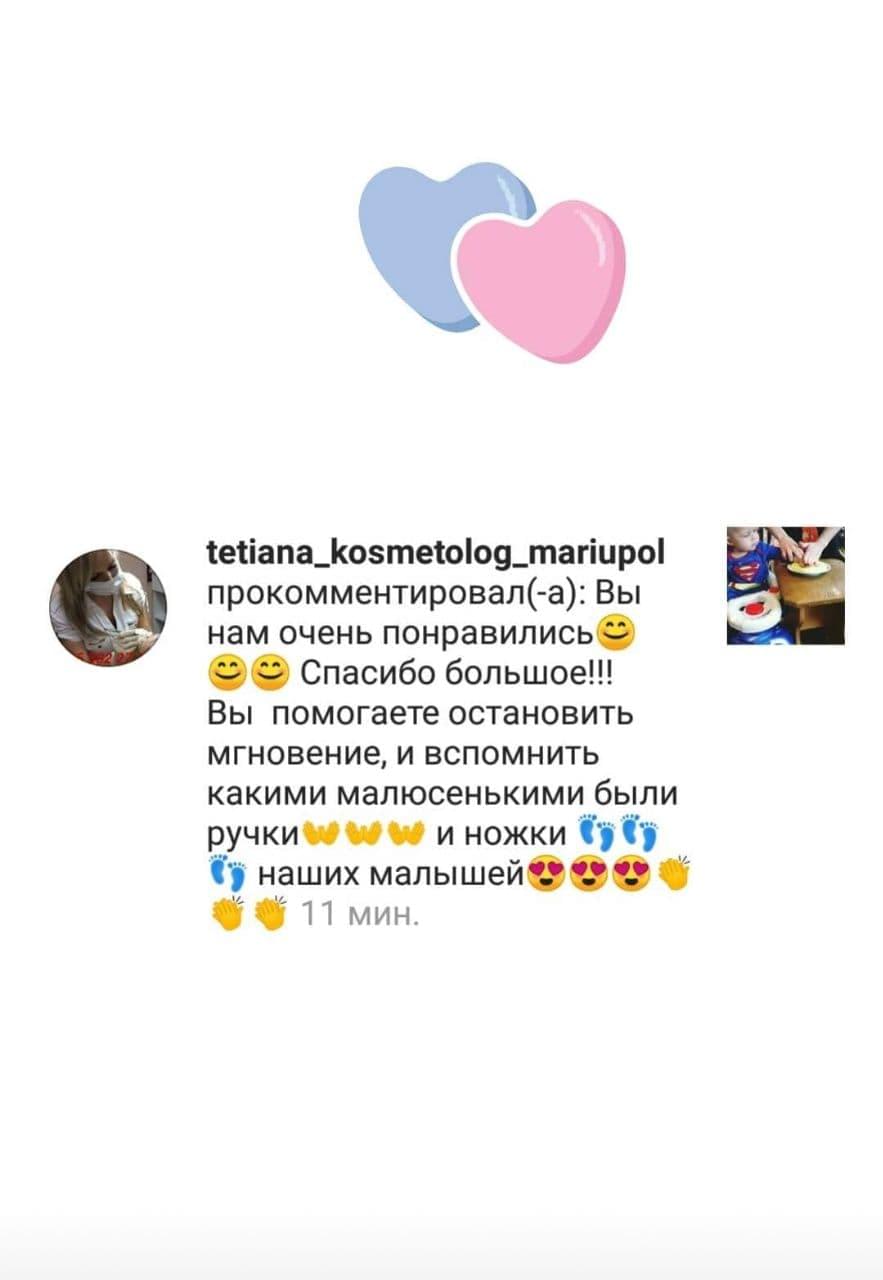 tetiana_kosmetolog_mariupol
прокомментировал(-а): Вы
нам очень понравились😊
😊😊 Спасибо большое!!!
Вы помогаете остановить
мгновение, и вспомнить
какими малюсенькими были
ручки👐👐👐 и ножки 👣👣
👣 наших малышей😍😍😍👏
👏👏 11 мин.